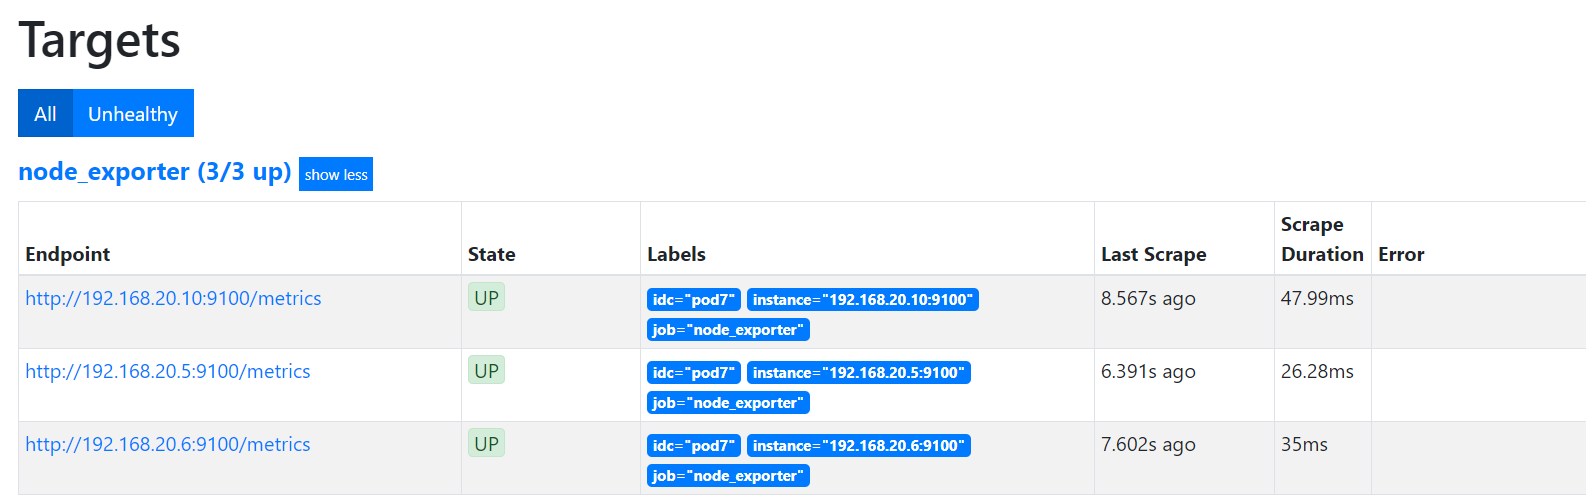 Targets
All Unhealthy
node_exporter (3/3 up) show less
Endpoint State Labels Last Scrape Scrape Duration Error
http://192.168.20.10:9100/metrics UP idc="pod7" instance="192.168.20.10:9100" 8.567s ago 47.99ms
job="node_exporter"
http://192.168.20.5:9100/metrics UP idc="pod7" instance="192.168.20.5:9100" 6.391s ago 26.28ms
job="node_exporter"
http://192.168.20.6:9100/metrics UP idc="pod7" instance="192.168.20.6:9100" 7.602s ago 35ms
job="node_exporter"